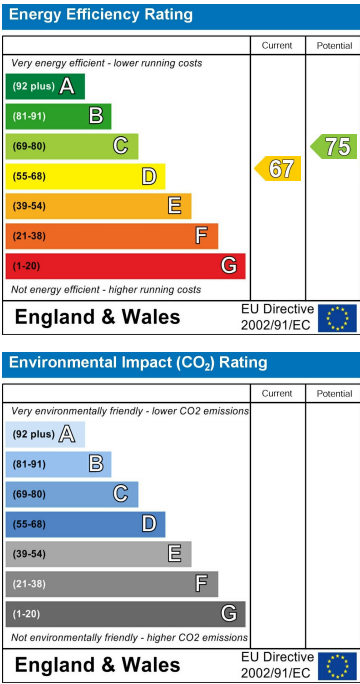 Energy Efficiency Rating
Current Potential
Very energy efficient - lower running costs
(92 plus) A
(81-91) B
(69-80) C
75
(55-68) D
67
(39-54) E
(21-38) F
(1-20) G
Not energy efficient - higher running costs
England & Wales
EU Directive
2002/91/EC
Environmental Impact (CO₂) Rating
Current Potential
Very environmentally friendly - lower CO2 emissions
(92 plus) A
(81-91) B
(69-80) C
(55-68) D
(39-54) E
(21-38) F
(1-20) G
Not environmentally friendly - higher CO2 emissions
England & Wales
EU Directive
2002/91/EC